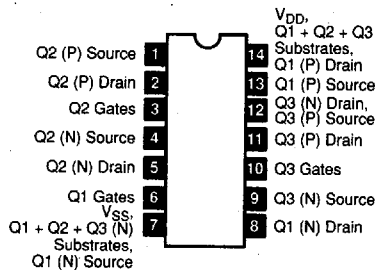 Q2 (P) Source 1
Q2 (P) Drain 2
Q2 Gates 3
Q2 (N) Source 4
Q2 (N) Drain 5
Q1 Gates 6
VSS,
Q1 + Q2 + Q3 (N) 7
Substrates,
Q1 (N) Source
VDD,
Q1 + Q2 + Q3
14 Substrates,
Q1 (P) Drain
13 Q1 (P) Source
12 Q3 (N) Drain,
Q3 (P) Source
11 Q3 (P) Drain
10 Q3 Gates
9 Q3 (N) Source
8 Q1 (N) Drain